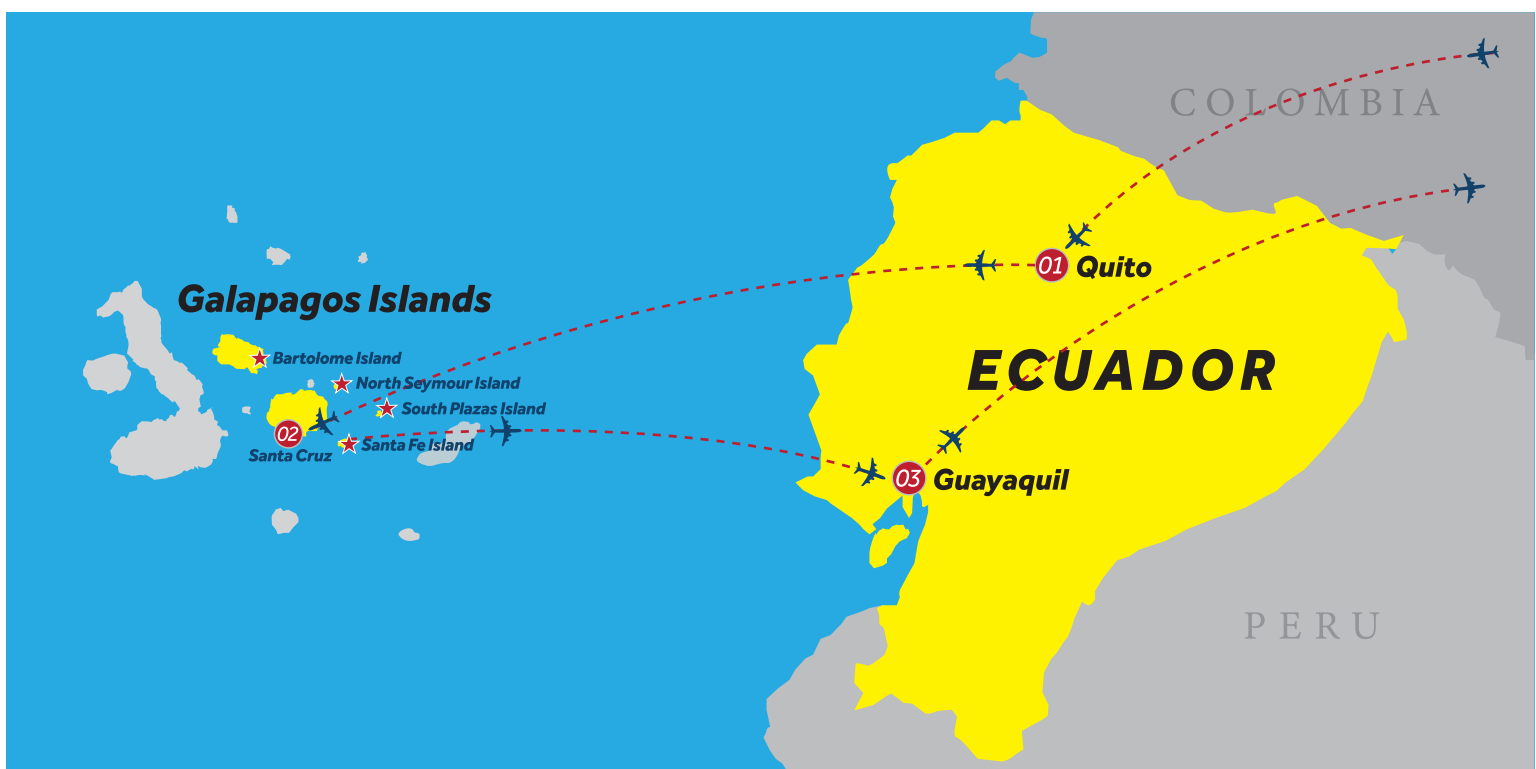 COLOMBIA
01 Quito
Galapagos Islands
ECUADOR
Bartolome Island
North Seymour Island
South Plazas Island
02
Santa Cruz
Santa Fe Island
03 Guayaquil
PERU